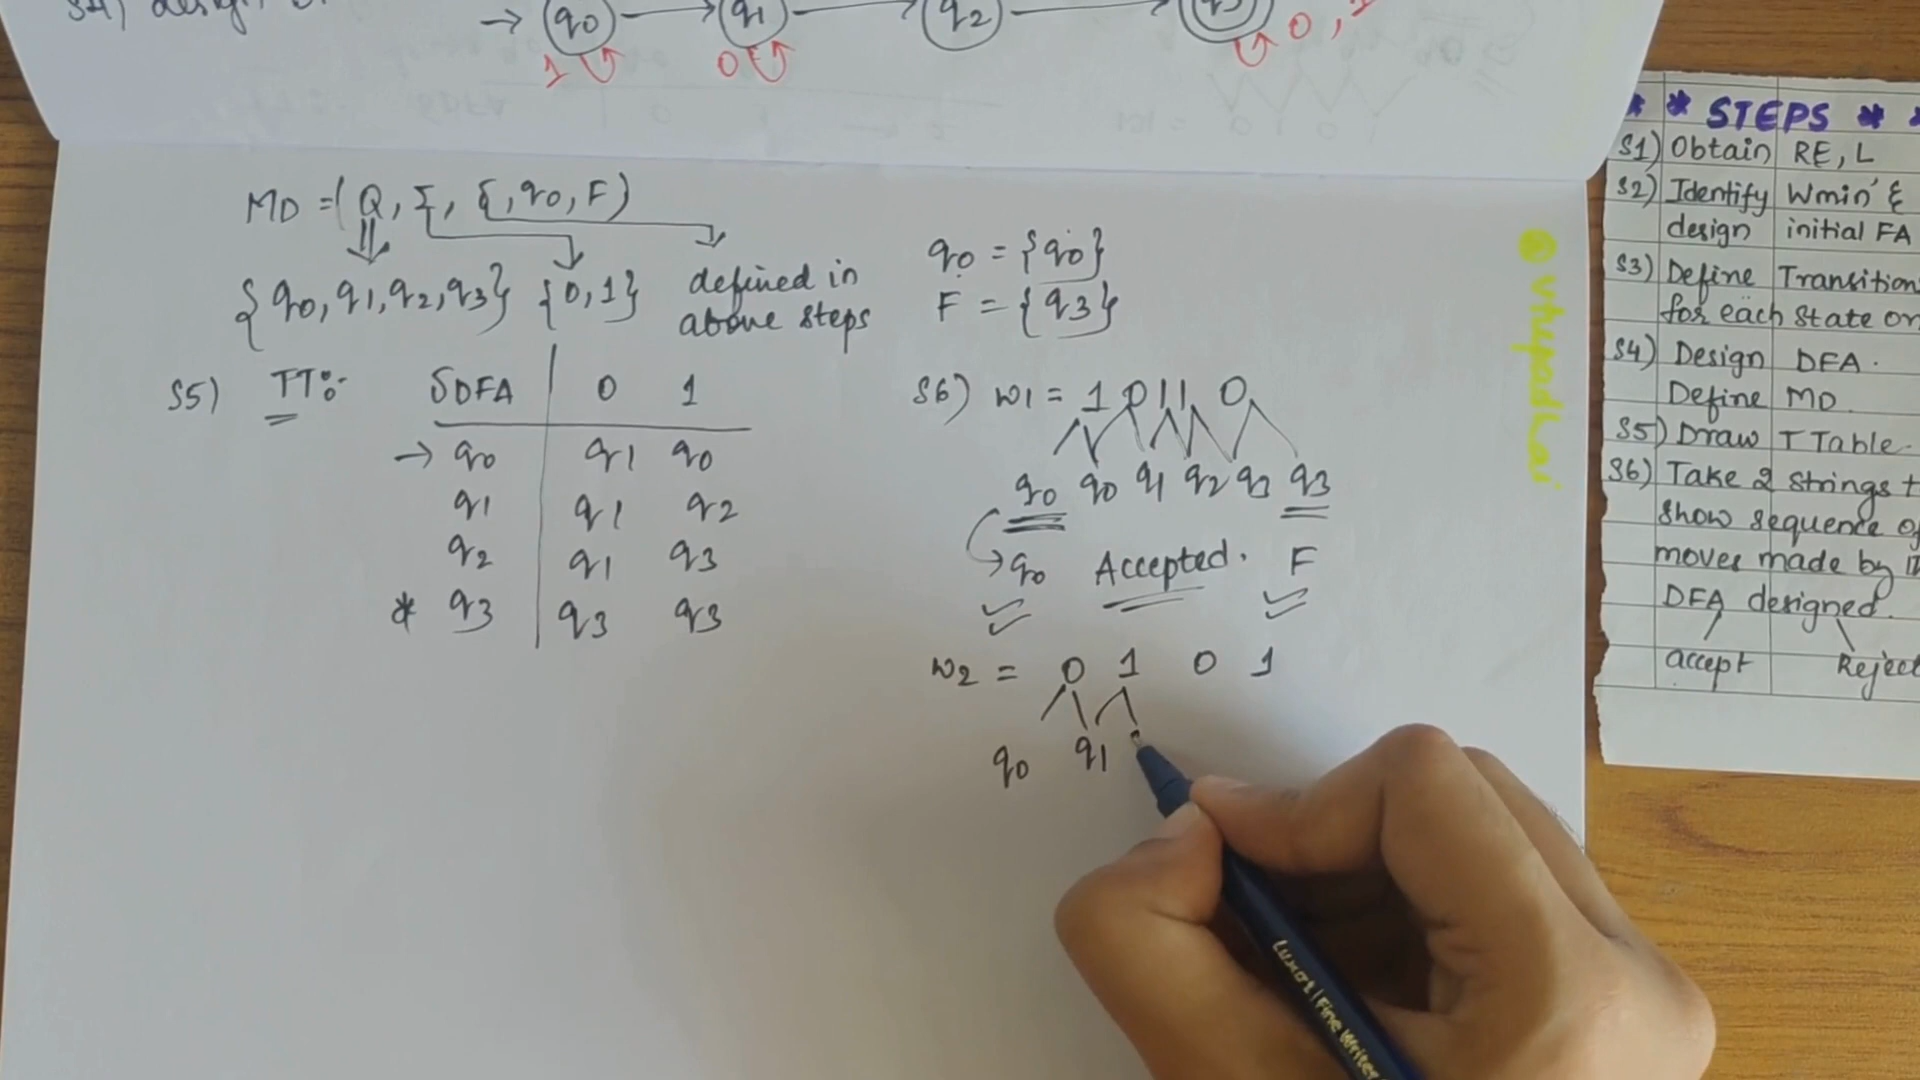 S4) design
→ q0 q1 q2
1 0 0,
MD = (Q, Σ, ξ, q0, F)
{q0, q1, q2, q3} {0, 1} defined in above steps
q0 = {q0}
F = {q3}
S5) TT:-
δDFA 0 1
→ q0 q1 q0
q1 q1 q2
q2 q1 q3
* q3 q3 q3
S6) w1 = 1 0 1 1 0
q0 q0 q1 q2 q3 q3
→ q0 Accepted. F
w2 = 0 1 0 1
q0 q1
@vtupadhai
* * STEPS *
S1) Obtain RE, L
S2) Identify Wmin' &
design initial FA
S3) Define Transition
for each state on
S4) Design DFA.
Define MD.
S5) Draw TTable.
S6) Take 2 strings
show sequence of
moves made by
DFA designed.
accept Reject
Luxor | Fine Writer